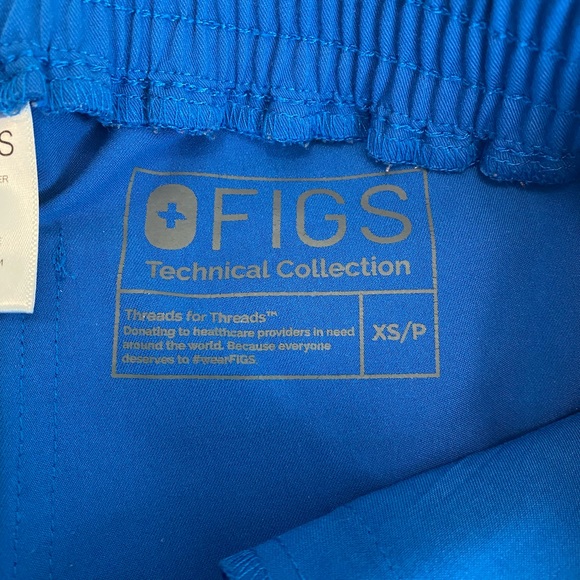 FIGS
Technical Collection
Threads for Threads™
Donating to healthcare providers in need
around the world. Because everyone
deserves to #wearFIGS.
XS/P
S
ER